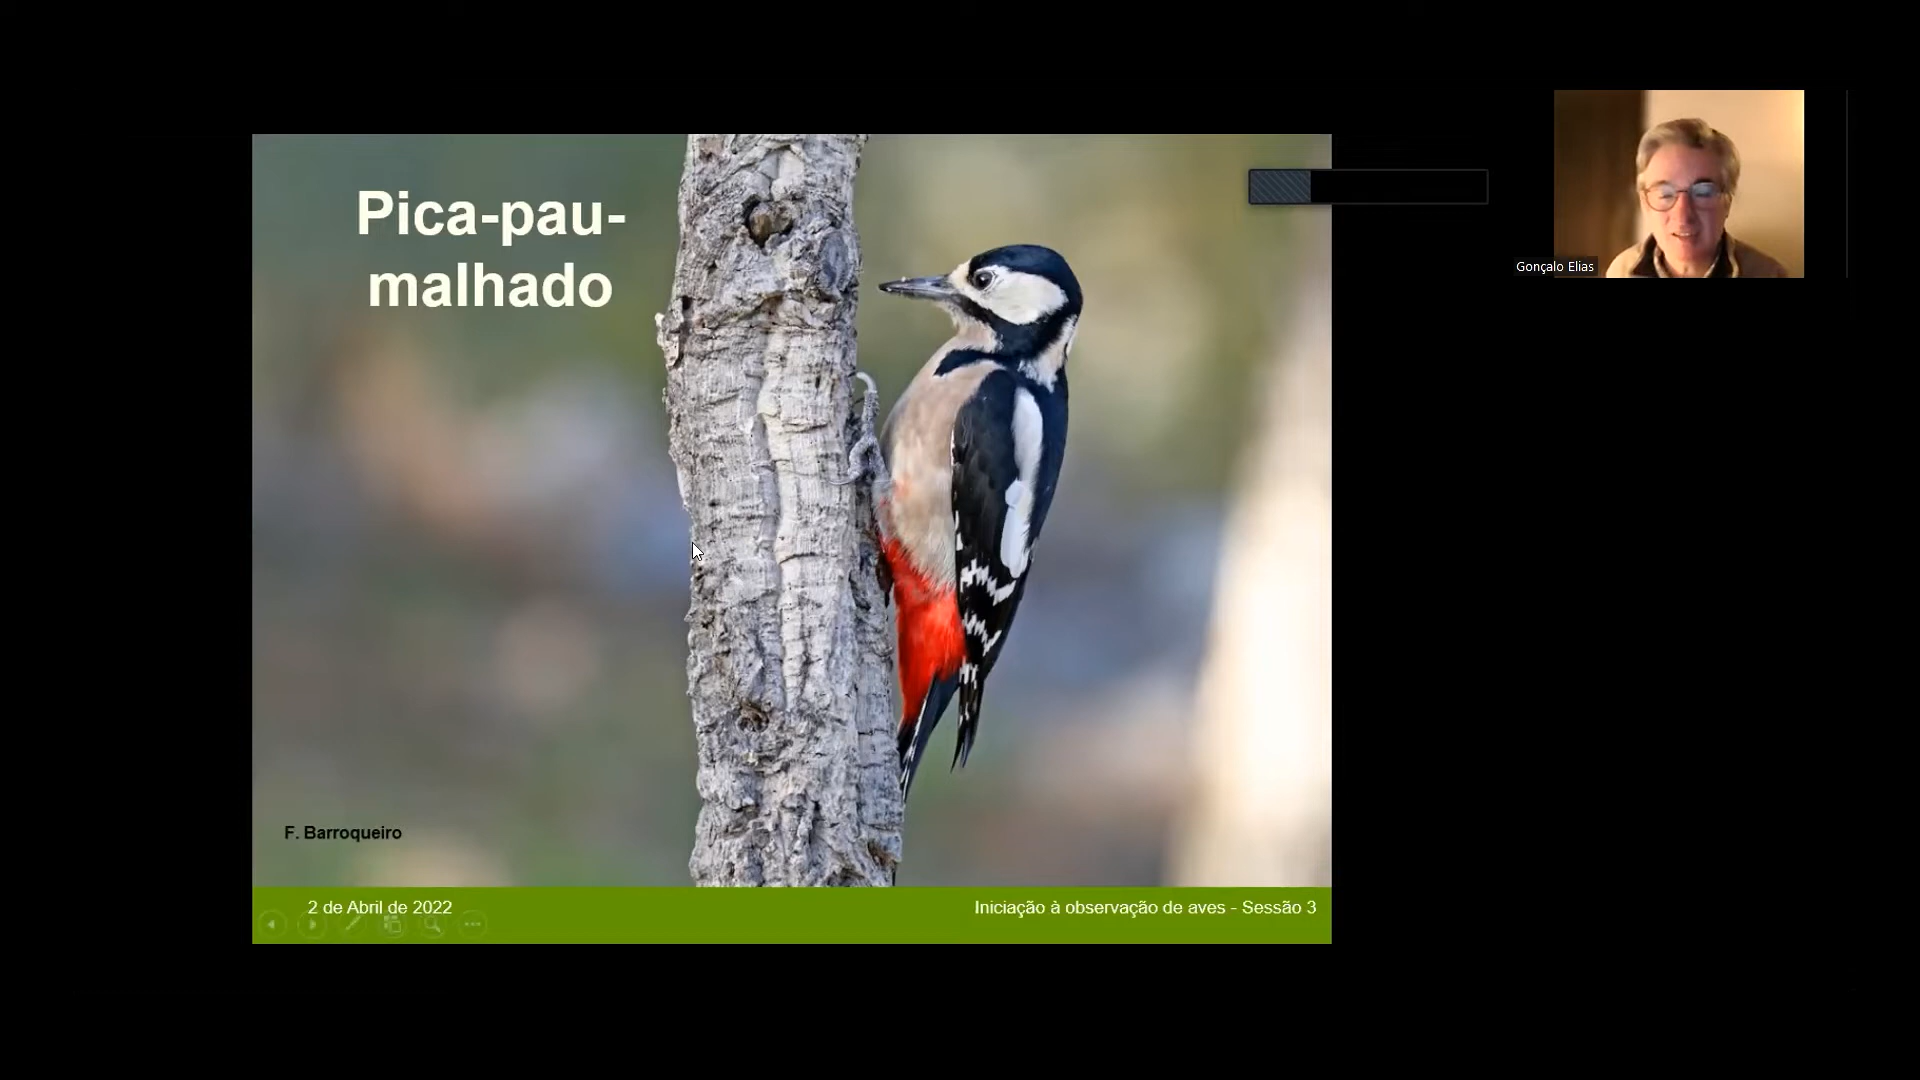 Pica-pau-
malhado
Gonçalo Elias
F. Barroqueiro
2 de Abril de 2022
Iniciação à observação de aves - Sessão 3